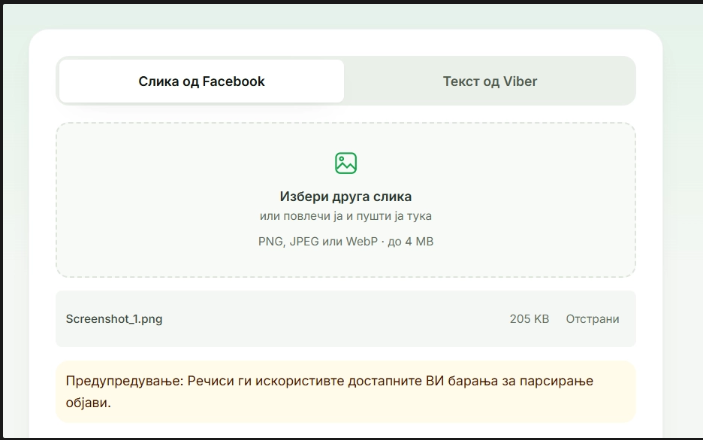 Слика од Facebook
Текст од Viber
Избери друга слика
или повлечи ја и пушти ја тука
PNG, JPEG или WebP · до 4 MB
Screenshot_1.png
205 KB
Отстрани
Предупредување: Речиси ги искористивте достапните ВИ барања за парсирање
објави.